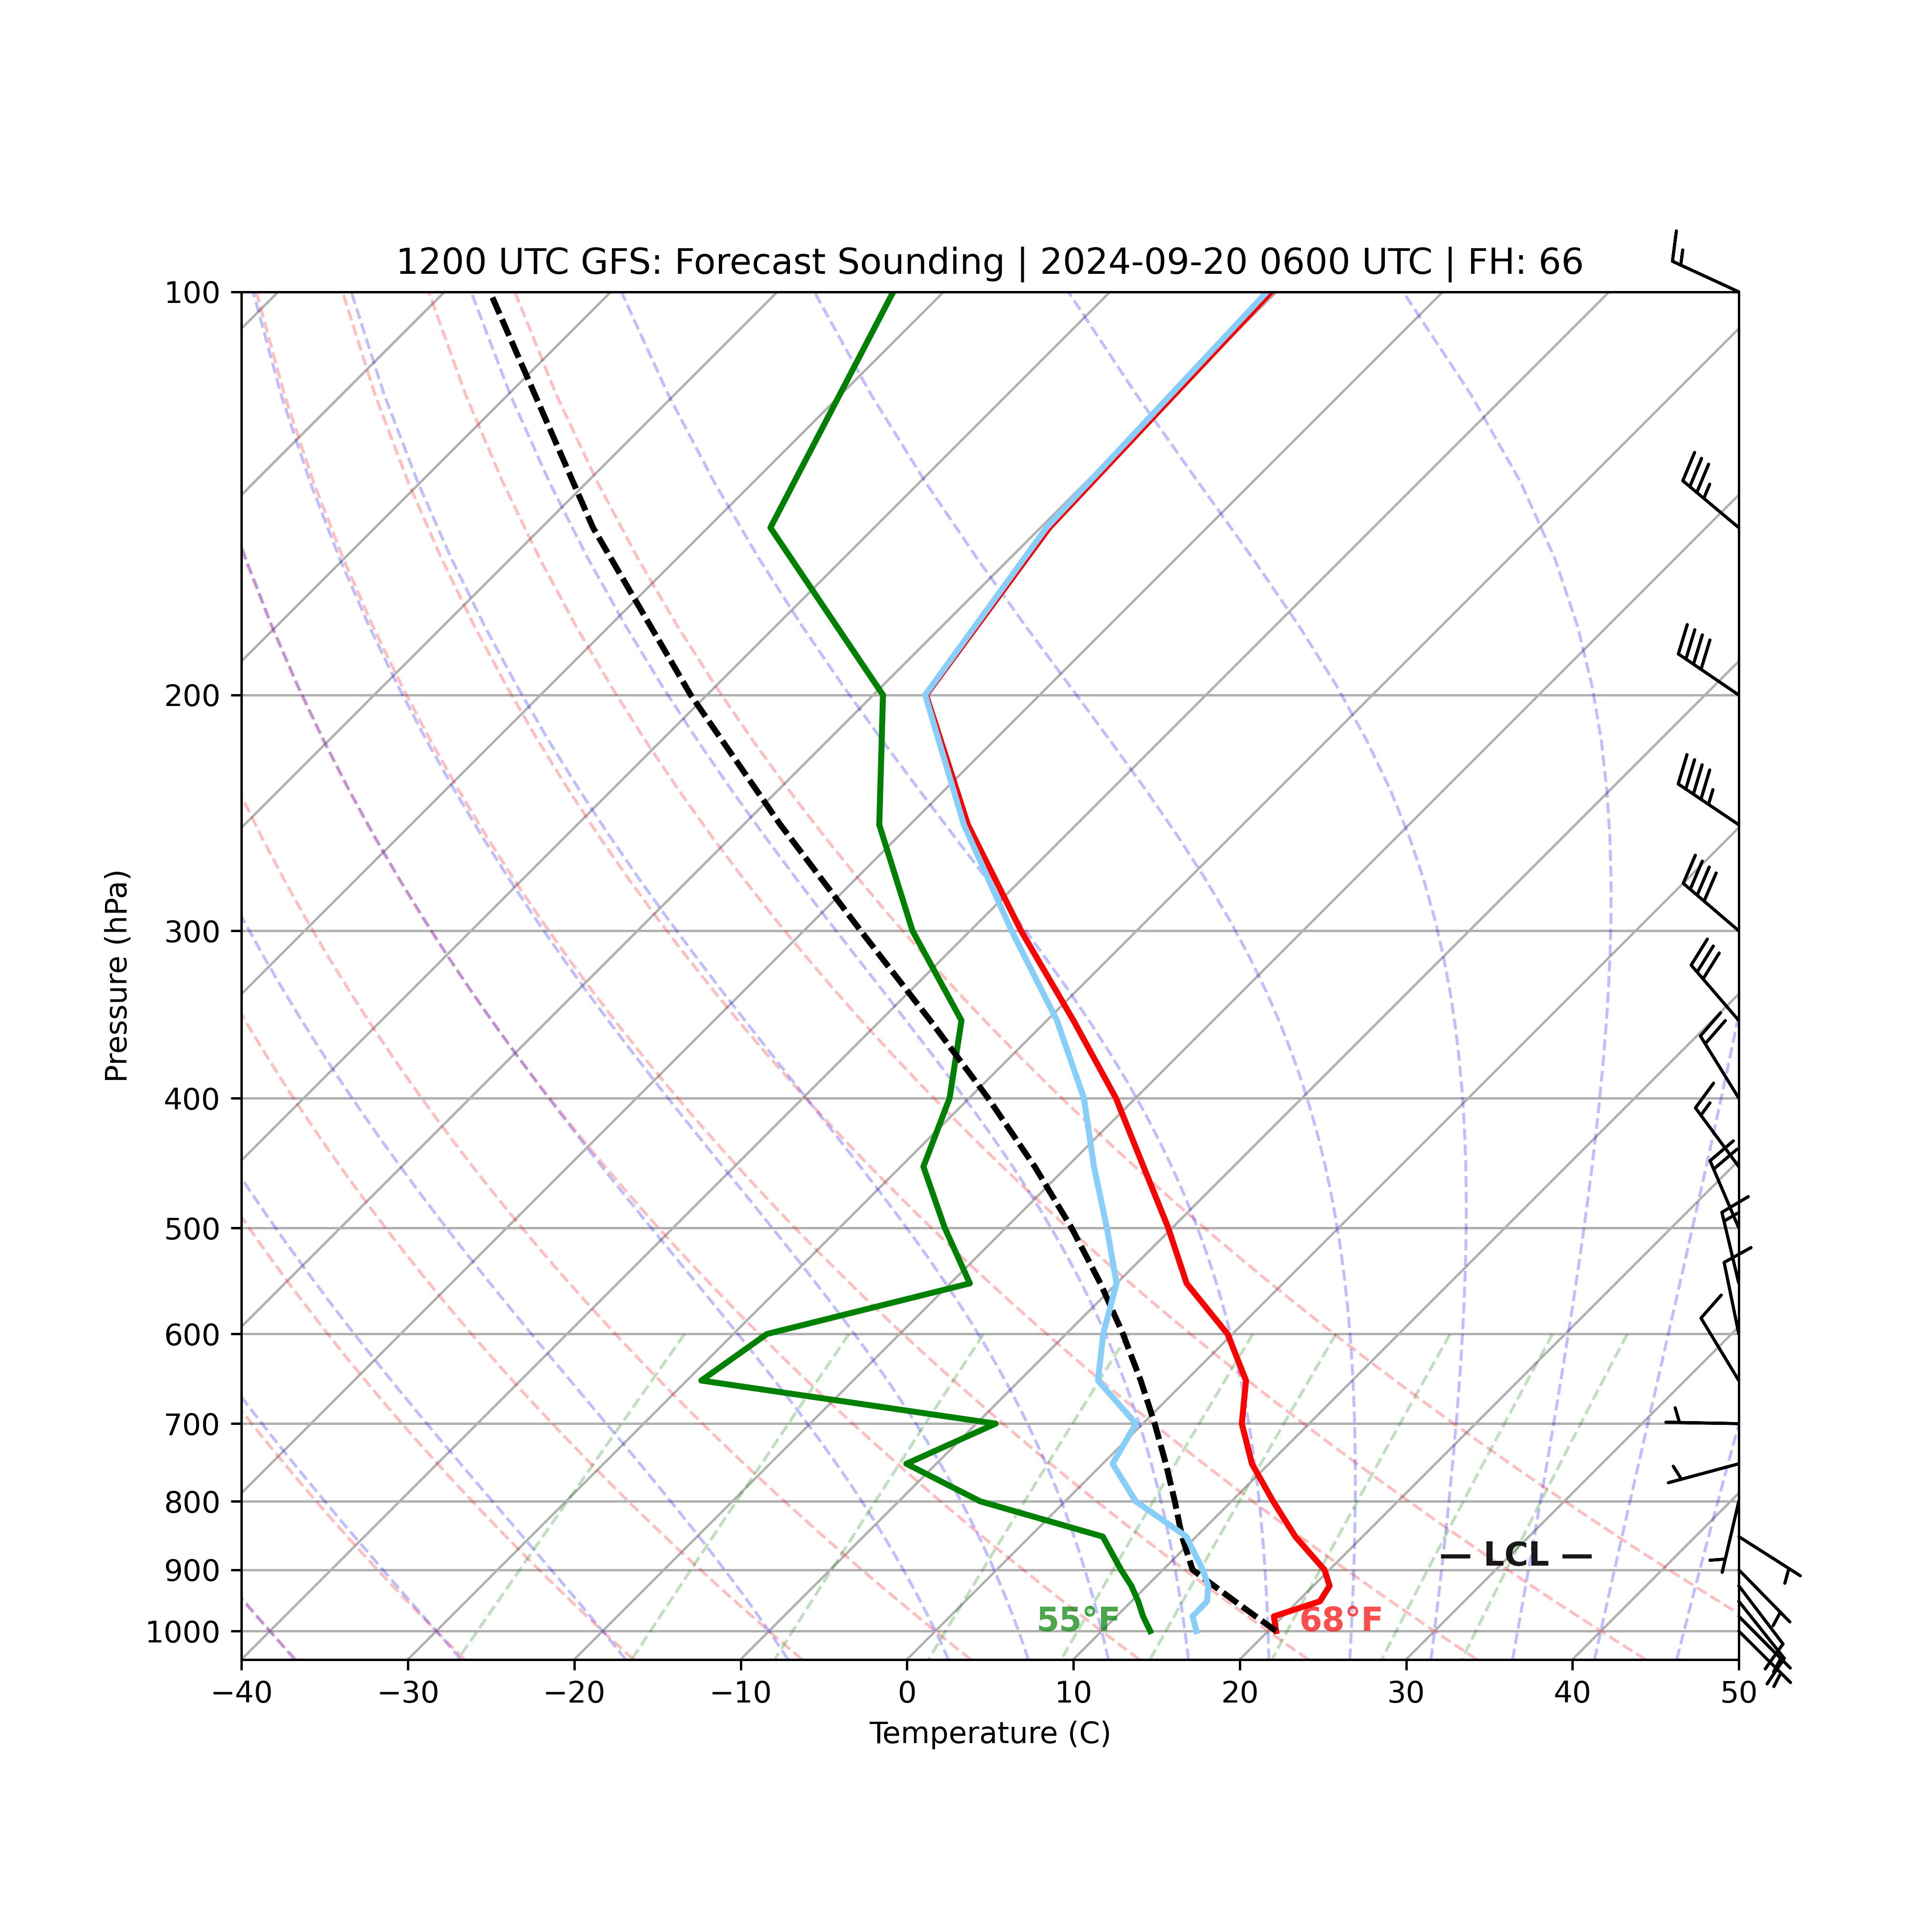 1200 UTC GFS: Forecast Sounding | 2024-09-20 0600 UTC | FH: 66
100
200
300
400
500
600
700
800
900
1000
Pressure (hPa)
— LCL —
55°F
68°F
−40 −30 −20 −10 0 10 20 30 40 50
Temperature (C)